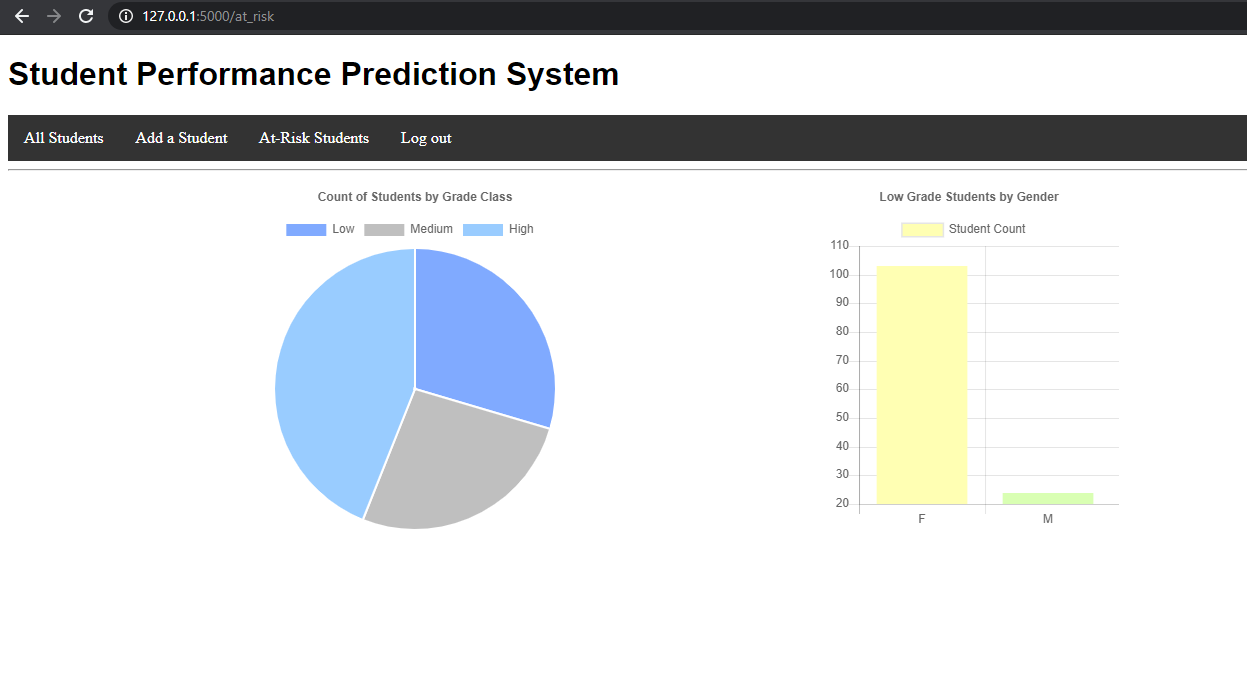 127.0.0.1:5000/at_risk
Student Performance Prediction System
All Students Add a Student At-Risk Students Log out
Count of Students by Grade Class
Low Medium High
Low Grade Students by Gender
Student Count
110
100
90
80
70
60
50
40
30
20
F M